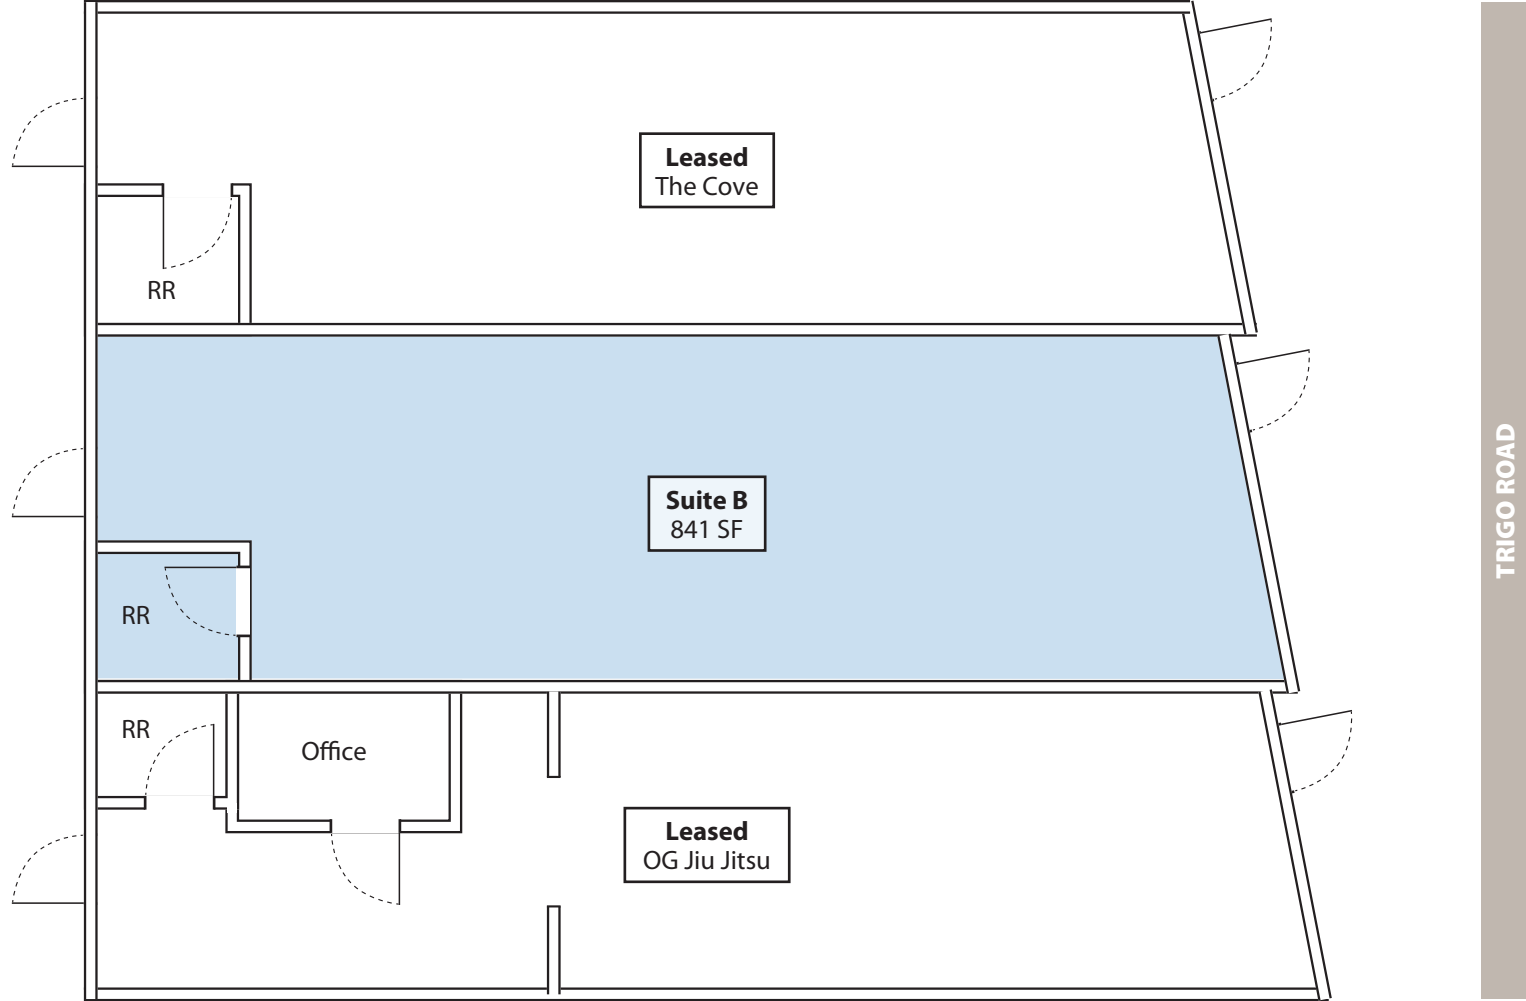 Leased
The Cove
RR
Suite B
841 SF
RR
RR
Office
Leased
OG Jiu Jitsu
TRIGO ROAD